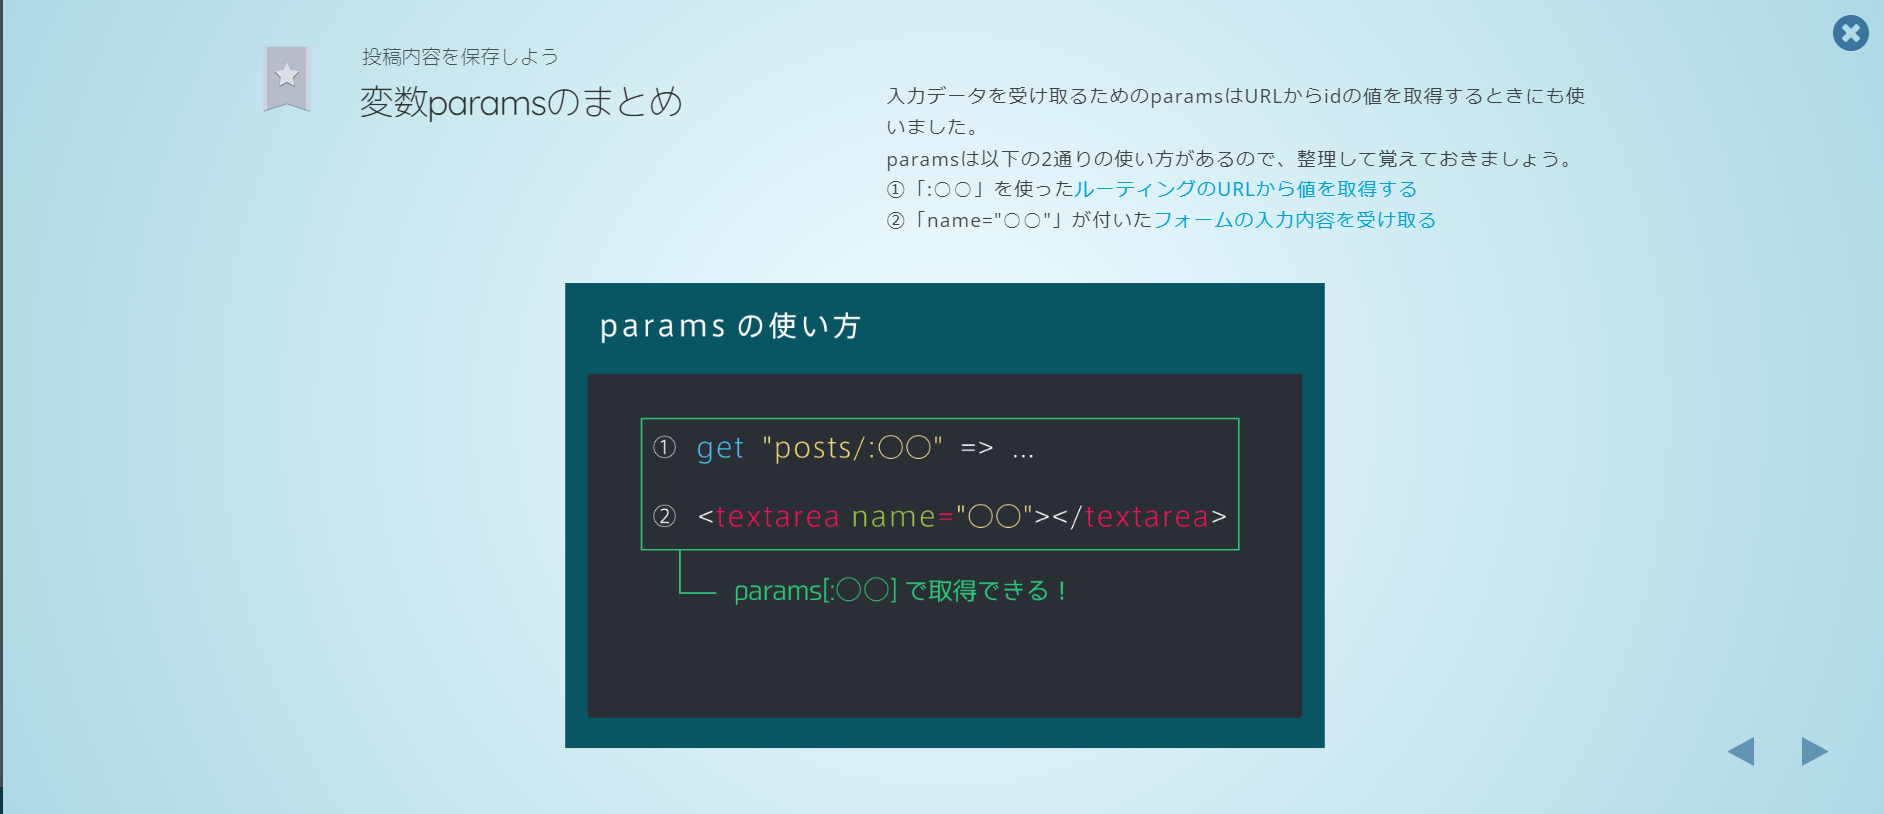 投稿内容を保存しよう
変数paramsのまとめ
入力データを受け取るためのparamsはURLからidの値を取得するときにも使
いました。
paramsは以下の2通りの使い方があるので、整理して覚えておきましょう。
①「:○○」を使ったルーティングのURLから値を取得する
②「name="○○"」が付いたフォームの入力内容を受け取る
params の使い方
① get "posts/:○○" => ...
② <textarea name="○○"></textarea>
params[:○○] で取得できる！